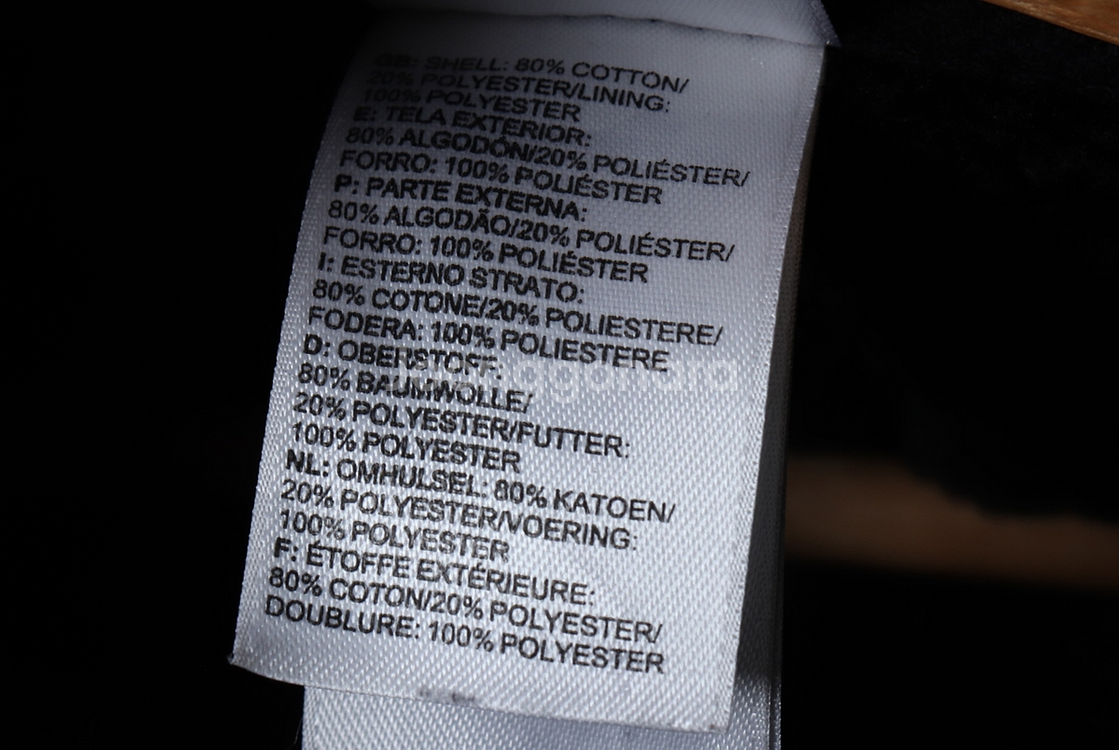 GB: SHELL: 80% COTTON/
20% POLYESTER/LINING:
100% POLYESTER
E: TELA EXTERIOR:
80% ALGODÓN/20% POLIÉSTER/
FORRO: 100% POLIÉSTER
P: PARTE EXTERNA:
80% ALGODÃO/20% POLIÉSTER/
FORRO: 100% POLIÉSTER
I: ESTERNO STRATO:
80% COTONE/20% POLIESTERE/
FODERA: 100% POLIESTERE
D: OBERSTOFF:
80% BAUMWOLLE/
20% POLYESTER/FUTTER:
100% POLYESTER
NL: OMHULSEL: 80% KATOEN/
20% POLYESTER/VOERING:
100% POLYESTER
F: ÉTOFFE EXTÉRIEURE:
80% COTON/20% POLYESTER/
DOUBLURE: 100% POLYESTER